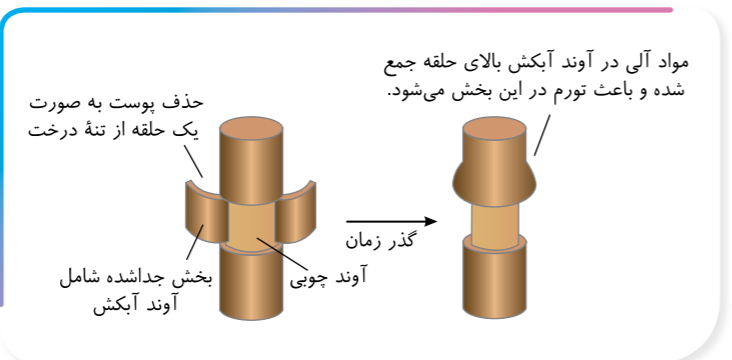 مواد آلی در آوند آبکش بالای حلقه جمع
شده و باعث تورم در این بخش می‌شود.
حذف پوست به صورت
یک حلقه از تنهٔ درخت
گذر زمان
آوند چوبی
بخش جداشده شامل
آوند آبکش